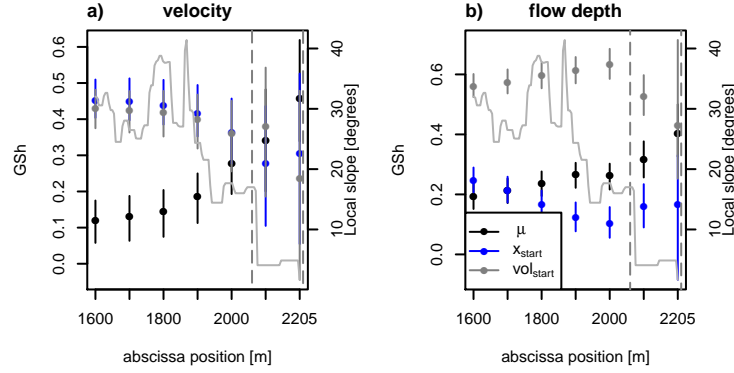 a) velocity
0.6
0.5
0.4
0.3
0.2
0.1
0.0
GSh
40
30
20
10
Local slope [degrees]
1600 1800 2000 2205
abscissa position [m]
b) flow depth
0.6
0.4
0.2
0.0
GSh
40
30
20
10
Local slope [degrees]
μ
x_start
vol_start
1600 1800 2000 2205
abscissa position [m]